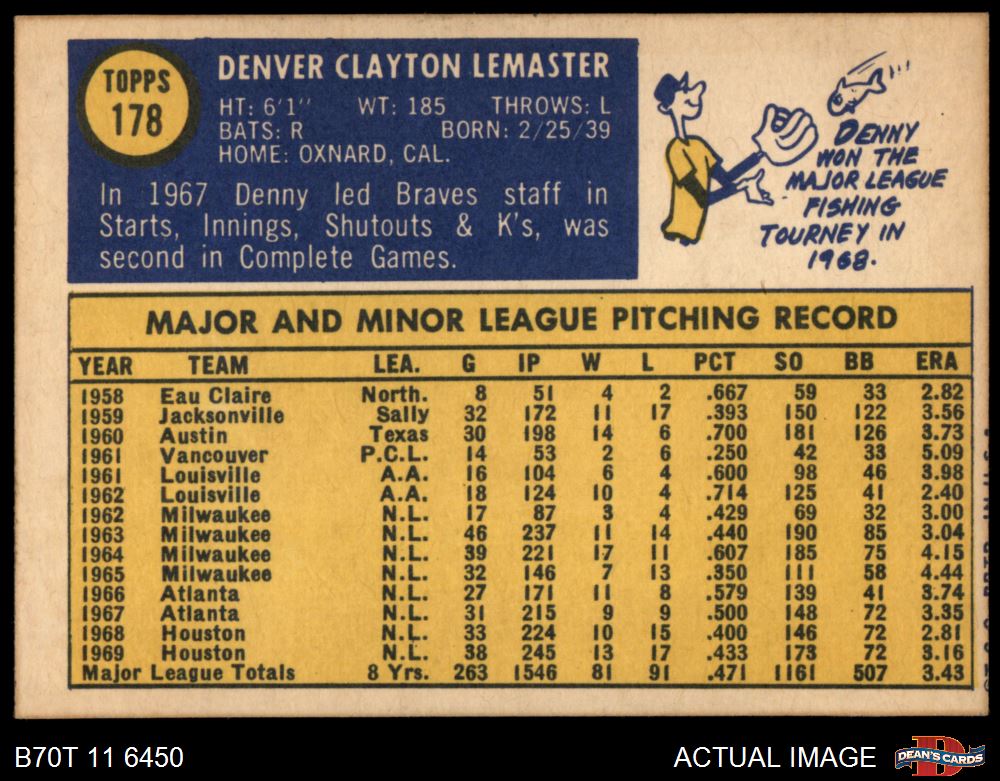 TOPPS
178
DENVER CLAYTON LEMASTER
HT: 6'1" WT: 185 THROWS: L
BATS: R BORN: 2/25/39
HOME: OXNARD, CAL.
In 1967 Denny led Braves staff in
Starts, Innings, Shutouts & K's, was
second in Complete Games.
DENNY
WON THE
MAJOR LEAGUE
FISHING
TOURNEY IN
1968.
MAJOR AND MINOR LEAGUE PITCHING RECORD
YEAR TEAM LEA. G IP W L PCT SO BB ERA
1958 Eau Claire North. 8 51 4 2 .667 59 33 2.82
1959 Jacksonville Sally 32 172 11 17 .393 150 122 3.56
1960 Austin Texas 30 198 14 6 .700 181 126 3.73
1961 Vancouver P.C.L. 14 53 2 6 .250 42 33 5.09
1961 Louisville A.A. 16 104 6 4 .600 98 46 3.98
1962 Louisville A.A. 18 124 10 4 .714 125 41 2.40
1962 Milwaukee N.L. 17 87 3 4 .429 69 32 3.00
1963 Milwaukee N.L. 46 237 11 14 .440 190 85 3.04
1964 Milwaukee N.L. 39 221 17 11 .607 185 75 4.15
1965 Milwaukee N.L. 32 146 7 13 .350 111 58 4.44
1966 Atlanta N.L. 27 171 11 8 .579 139 41 3.74
1967 Atlanta N.L. 31 215 9 9 .500 148 72 3.35
1968 Houston N.L. 33 224 10 15 .400 146 72 2.81
1969 Houston N.L. 38 245 13 17 .433 173 72 3.16
Major League Totals 8 Yrs. 263 1546 81 91 .471 1161 507 3.43
B70T 11 6450 ACTUAL IMAGE
D
DEAN'S CARDS